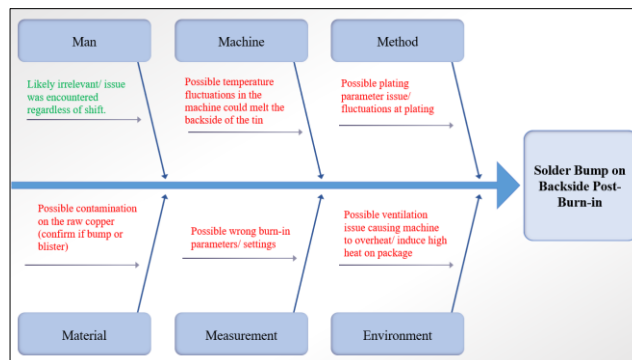 Man
Machine
Method
Likely irrelevant/ issue
was encountered
regardless of shift.
Possible temperature
fluctuations in the
machine could melt the
backside of the tin
Possible plating
parameter issue/
fluctuations at plating
Solder Bump on
Backside Post-
Burn-in
Possible contamination
on the raw copper
(confirm if bump or
blister)
Possible wrong burn-in
parameters/ settings
Possible ventilation
issue causing machine
to overheat/ induce high
heat on package
Material
Measurement
Environment